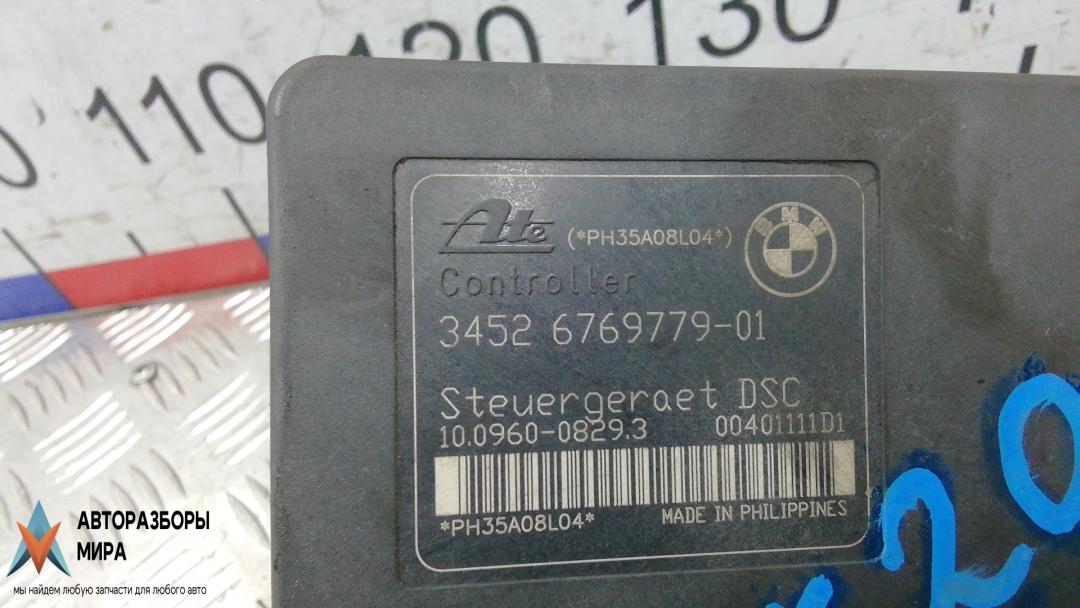 110 120 130
Ate (*PH35A08L04*) BMW
Controller
3452 6769779-01
Steuergeraet DSC
10.0960-0829.3 00401111D1
*PH35A08L04* MADE IN PHILIPPINES
20
АВТОРАЗБОРЫ
МИРА
мы найдем любую запчасти для любого авто